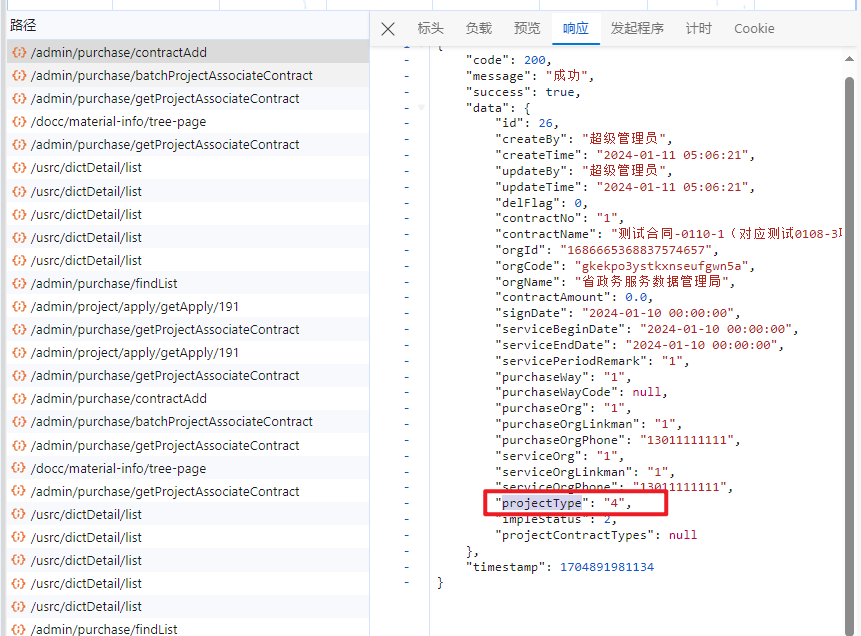 路径
/admin/purchase/contractAdd
/admin/purchase/batchProjectAssociateContract
/admin/purchase/getProjectAssociateContract
/docc/material-info/tree-page
/admin/purchase/getProjectAssociateContract
/usrc/dictDetail/list
/usrc/dictDetail/list
/usrc/dictDetail/list
/usrc/dictDetail/list
/usrc/dictDetail/list
/admin/purchase/findList
/admin/project/apply/getApply/191
/admin/purchase/getProjectAssociateContract
/admin/project/apply/getApply/191
/admin/purchase/getProjectAssociateContract
/admin/purchase/contractAdd
/admin/purchase/batchProjectAssociateContract
/admin/purchase/getProjectAssociateContract
/docc/material-info/tree-page
/admin/purchase/getProjectAssociateContract
/usrc/dictDetail/list
/usrc/dictDetail/list
/usrc/dictDetail/list
/usrc/dictDetail/list
/usrc/dictDetail/list
/admin/purchase/findList
标头 负载 预览 响应 发起程序 计时 Cookie
{
"code": 200,
"message": "成功",
"success": true,
"data": {
"id": 26,
"createBy": "超级管理员",
"createTime": "2024-01-11 05:06:21",
"updateBy": "超级管理员",
"updateTime": "2024-01-11 05:06:21",
"delFlag": 0,
"contractNo": "1",
"contractName": "测试合同-0110-1（对应测试0108-3项
"orgId": "1686665368837574657",
"orgCode": "gkekpo3ystkxnseufgwn5a",
"orgName": "省政务服务数据管理局",
"contractAmount": 0.0,
"signDate": "2024-01-10 00:00:00",
"serviceBeginDate": "2024-01-10 00:00:00",
"serviceEndDate": "2024-01-10 00:00:00",
"servicePeriodRemark": "1",
"purchaseWay": "1",
"purchaseWayCode": null,
"purchaseOrg": "1",
"purchaseOrgLinkman": "1",
"purchaseOrgPhone": "13011111111",
"serviceOrg": "1",
"serviceOrgLinkman": "1",
"serviceOrgPhone": "13011111111",
"projectType": "4",
"impleStatus": 2,
"projectContractTypes": null
},
"timestamp": 1704891981134
}